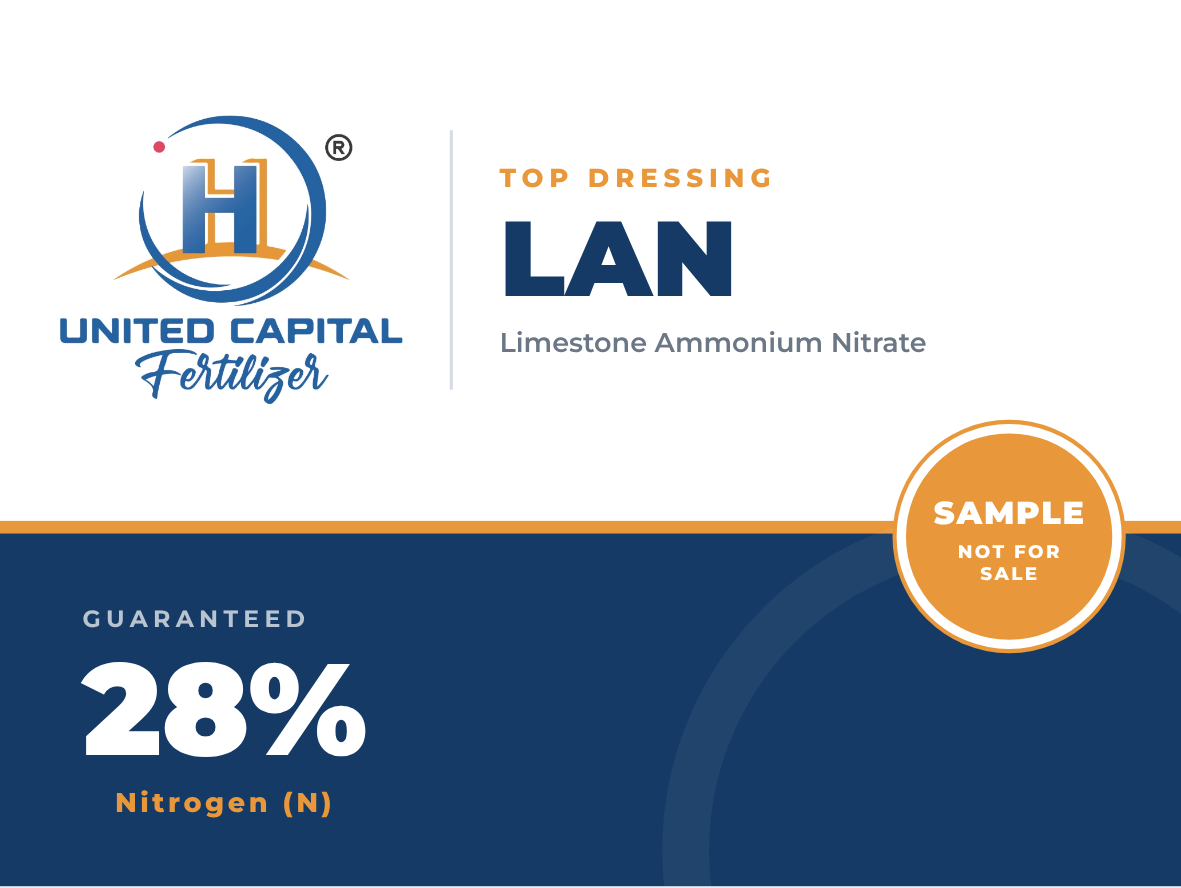 H
®
UNITED CAPITAL
Fertilizer
TOP DRESSING
LAN
Limestone Ammonium Nitrate
SAMPLE
NOT FOR
SALE
GUARANTEED
28%
Nitrogen (N)